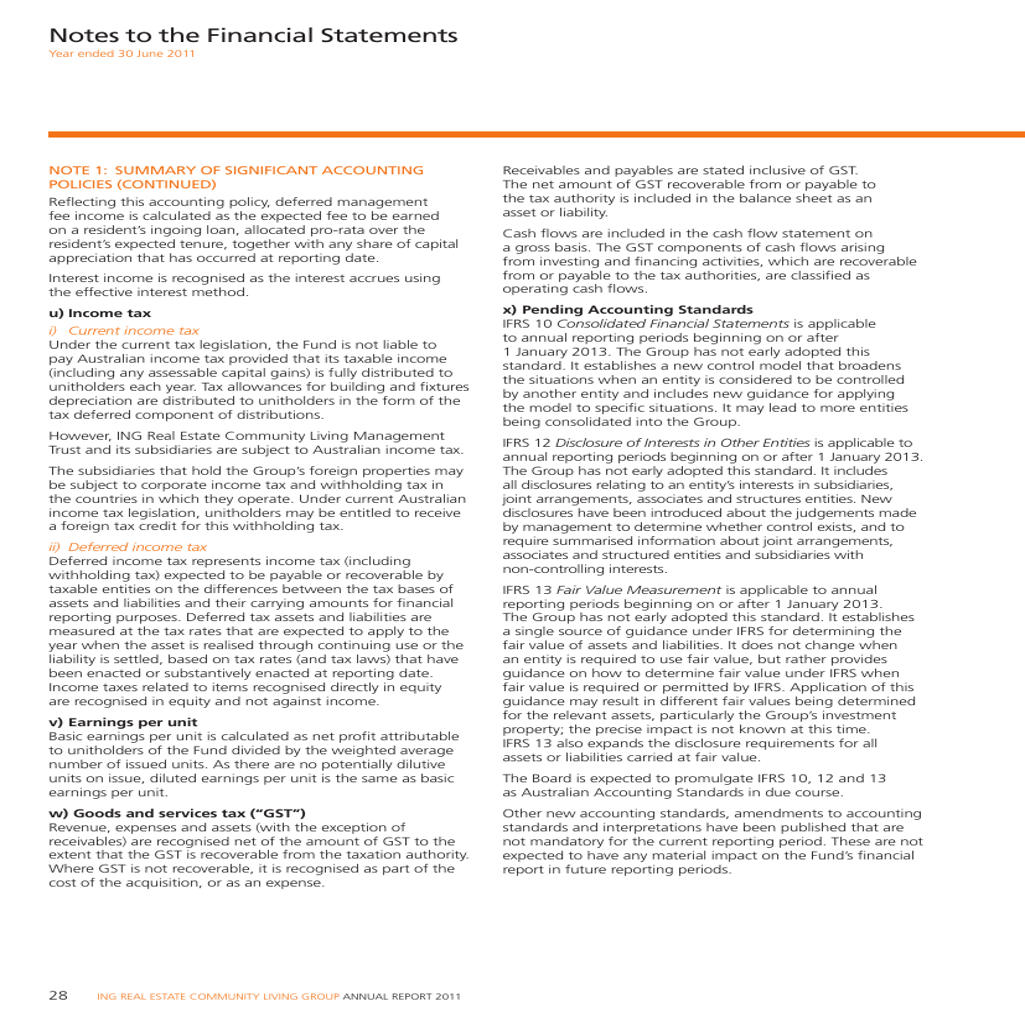 Notes to the Financial Statements
Year ended 30 June 2011
NOTE 1: SUMMARY OF SIGNIFICANT ACCOUNTING
POLICIES (CONTINUED)
Reflecting this accounting policy, deferred management
fee income is calculated as the expected fee to be earned
on a resident's ingoing loan, allocated pro-rata over the
resident's expected tenure, together with any share of capital
appreciation that has occurred at reporting date.
Interest income is recognised as the interest accrues using
the effective interest method.
u) Income tax
i) Current income tax
Under the current tax legislation, the Fund is not liable to
pay Australian income tax provided that its taxable income
(including any assessable capital gains) is fully distributed to
unitholders each year. Tax allowances for building and fixtures
depreciation are distributed to unitholders in the form of the
tax deferred component of distributions.
However, ING Real Estate Community Living Management
Trust and its subsidiaries are subject to Australian income tax.
The subsidiaries that hold the Group's foreign properties may
be subject to corporate income tax and withholding tax in
the countries in which they operate. Under current Australian
income tax legislation, unitholders may be entitled to receive
a foreign tax credit for this withholding tax.
ii) Deferred income tax
Deferred income tax represents income tax (including
withholding tax) expected to be payable or recoverable by
taxable entities on the differences between the tax bases of
assets and liabilities and their carrying amounts for financial
reporting purposes. Deferred tax assets and liabilities are
measured at the tax rates that are expected to apply to the
year when the asset is realised through continuing use or the
liability is settled, based on tax rates (and tax laws) that have
been enacted or substantively enacted at reporting date.
Income taxes related to items recognised directly in equity
are recognised in equity and not against income.
v) Earnings per unit
Basic earnings per unit is calculated as net profit attributable
to unitholders of the Fund divided by the weighted average
number of issued units. As there are no potentially dilutive
units on issue, diluted earnings per unit is the same as basic
earnings per unit.
w) Goods and services tax ("GST")
Revenue, expenses and assets (with the exception of
receivables) are recognised net of the amount of GST to the
extent that the GST is recoverable from the taxation authority.
Where GST is not recoverable, it is recognised as part of the
cost of the acquisition, or as an expense.
Receivables and payables are stated inclusive of GST.
The net amount of GST recoverable from or payable to
the tax authority is included in the balance sheet as an
asset or liability.
Cash flows are included in the cash flow statement on
a gross basis. The GST components of cash flows arising
from investing and financing activities, which are recoverable
from or payable to the tax authorities, are classified as
operating cash flows.
x) Pending Accounting Standards
IFRS 10 Consolidated Financial Statements is applicable
to annual reporting periods beginning on or after
1 January 2013. The Group has not early adopted this
standard. It establishes a new control model that broadens
the situations when an entity is considered to be controlled
by another entity and includes new guidance for applying
the model to specific situations. It may lead to more entities
being consolidated into the Group.
IFRS 12 Disclosure of Interests in Other Entities is applicable to
annual reporting periods beginning on or after 1 January 2013.
The Group has not early adopted this standard. It includes
all disclosures relating to an entity's interests in subsidiaries,
joint arrangements, associates and structures entities. New
disclosures have been introduced about the judgements made
by management to determine whether control exists, and to
require summarised information about joint arrangements,
associates and structured entities and subsidiaries with
non-controlling interests.
IFRS 13 Fair Value Measurement is applicable to annual
reporting periods beginning on or after 1 January 2013.
The Group has not early adopted this standard. It establishes
a single source of guidance under IFRS for determining the
fair value of assets and liabilities. It does not change when
an entity is required to use fair value, but rather provides
guidance on how to determine fair value under IFRS when
fair value is required or permitted by IFRS. Application of this
guidance may result in different fair values being determined
for the relevant assets, particularly the Group's investment
property; the precise impact is not known at this time.
IFRS 13 also expands the disclosure requirements for all
assets or liabilities carried at fair value.
The Board is expected to promulgate IFRS 10, 12 and 13
as Australian Accounting Standards in due course.
Other new accounting standards, amendments to accounting
standards and interpretations have been published that are
not mandatory for the current reporting period. These are not
expected to have any material impact on the Fund's financial
report in future reporting periods.
28 ING REAL ESTATE COMMUNITY LIVING GROUP ANNUAL REPORT 2011